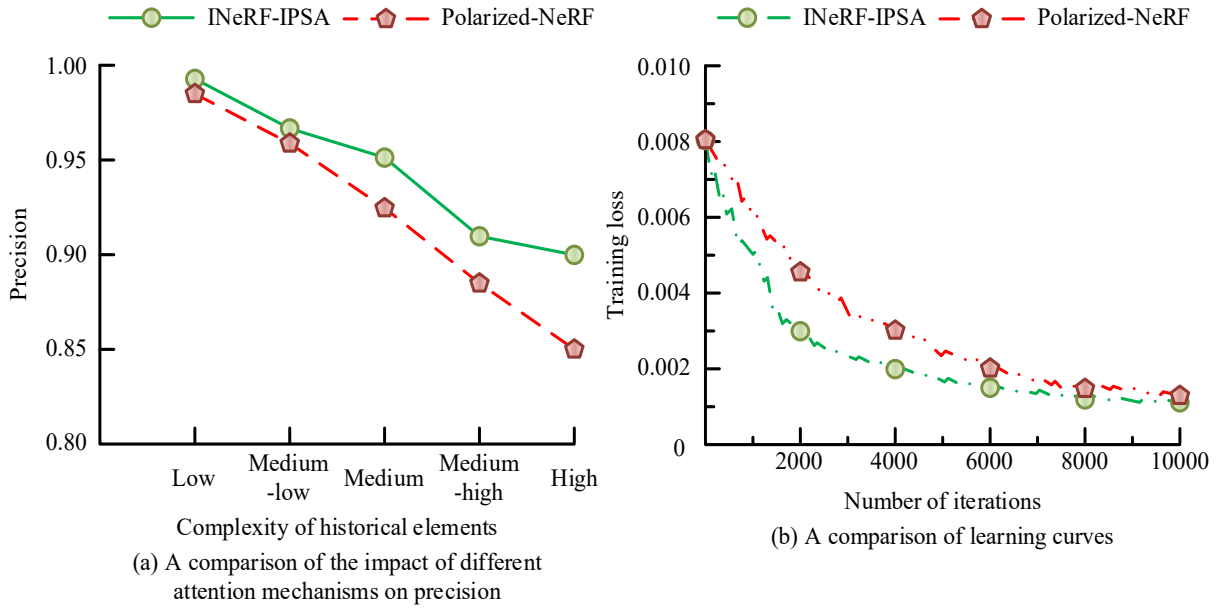 INeRF-IPSA
Polarized-NeRF
1.00
0.95
0.90
0.85
0.80
Precision
Low
Medium
-low
Medium
Medium
-high
High
Complexity of historical elements
(a) A comparison of the impact of different
attention mechanisms on precision
INeRF-IPSA
Polarized-NeRF
0.010
0.008
0.006
0.004
0.002
0
Training loss
2000
4000
6000
8000
10000
Number of iterations
(b) A comparison of learning curves